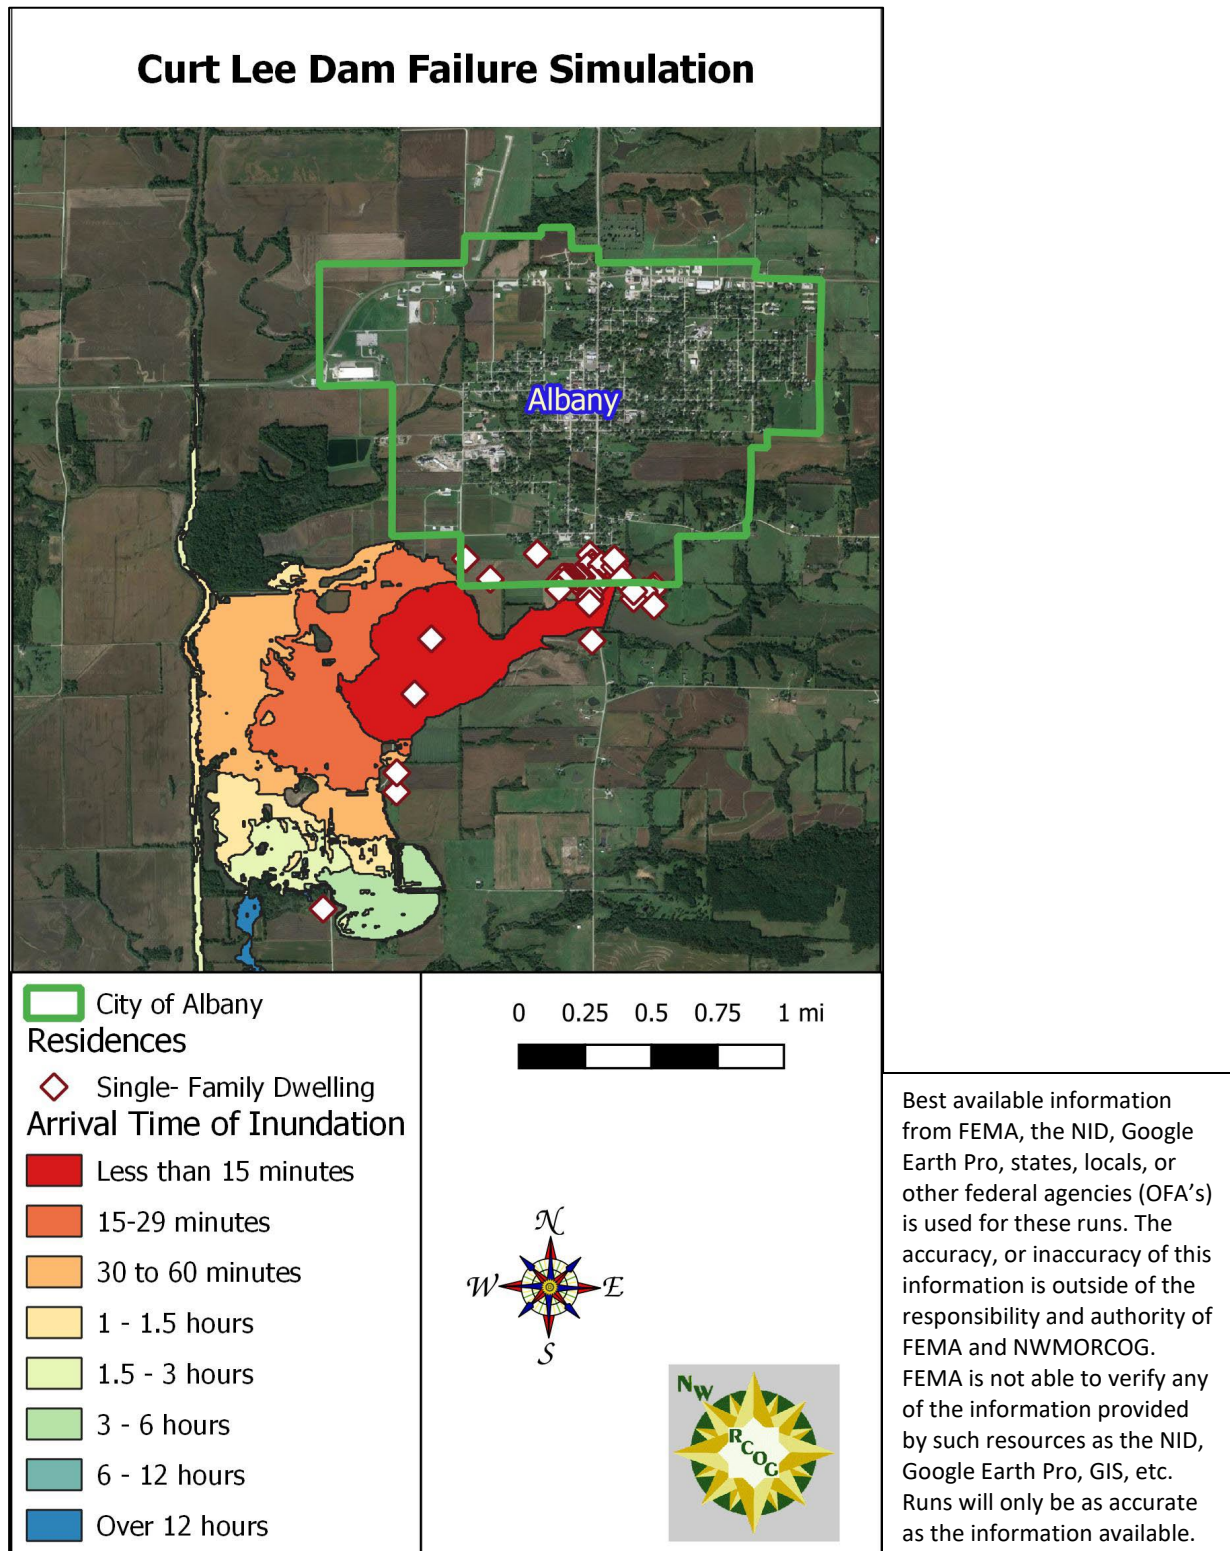 Curt Lee Dam Failure Simulation
Albany
City of Albany
Residences
Single- Family Dwelling
Arrival Time of Inundation
Less than 15 minutes
15-29 minutes
30 to 60 minutes
1 - 1.5 hours
1.5 - 3 hours
3 - 6 hours
6 - 12 hours
Over 12 hours
0 0.25 0.5 0.75 1 mi
N
W E
S
NW
RCOG
Best available information
from FEMA, the NID, Google
Earth Pro, states, locals, or
other federal agencies (OFA’s)
is used for these runs. The
accuracy, or inaccuracy of this
information is outside of the
responsibility and authority of
FEMA and NWMORCOG.
FEMA is not able to verify any
of the information provided
by such resources as the NID,
Google Earth Pro, GIS, etc.
Runs will only be as accurate
as the information available.